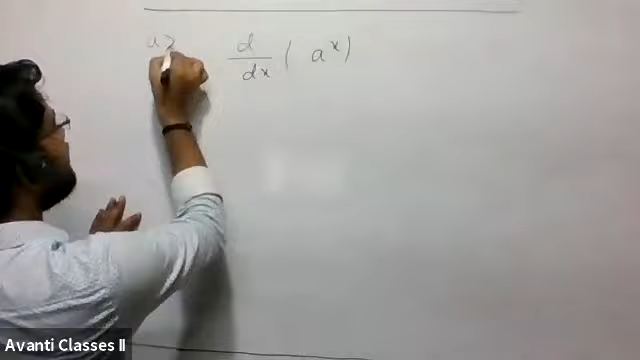 a> d/dx ( a^x )
Avanti Classes II